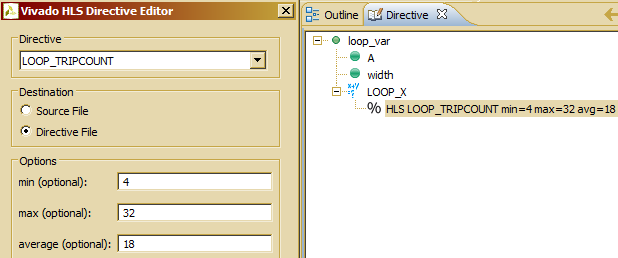 Vivado HLS Directive Editor
Directive
LOOP_TRIPCOUNT
Destination
Source File
Directive File
Options
min (optional): 4
max (optional): 32
average (optional): 18
Outline Directive
loop_var
A
width
x+y
LOOP_X
% HLS LOOP_TRIPCOUNT min=4 max=32 avg=18